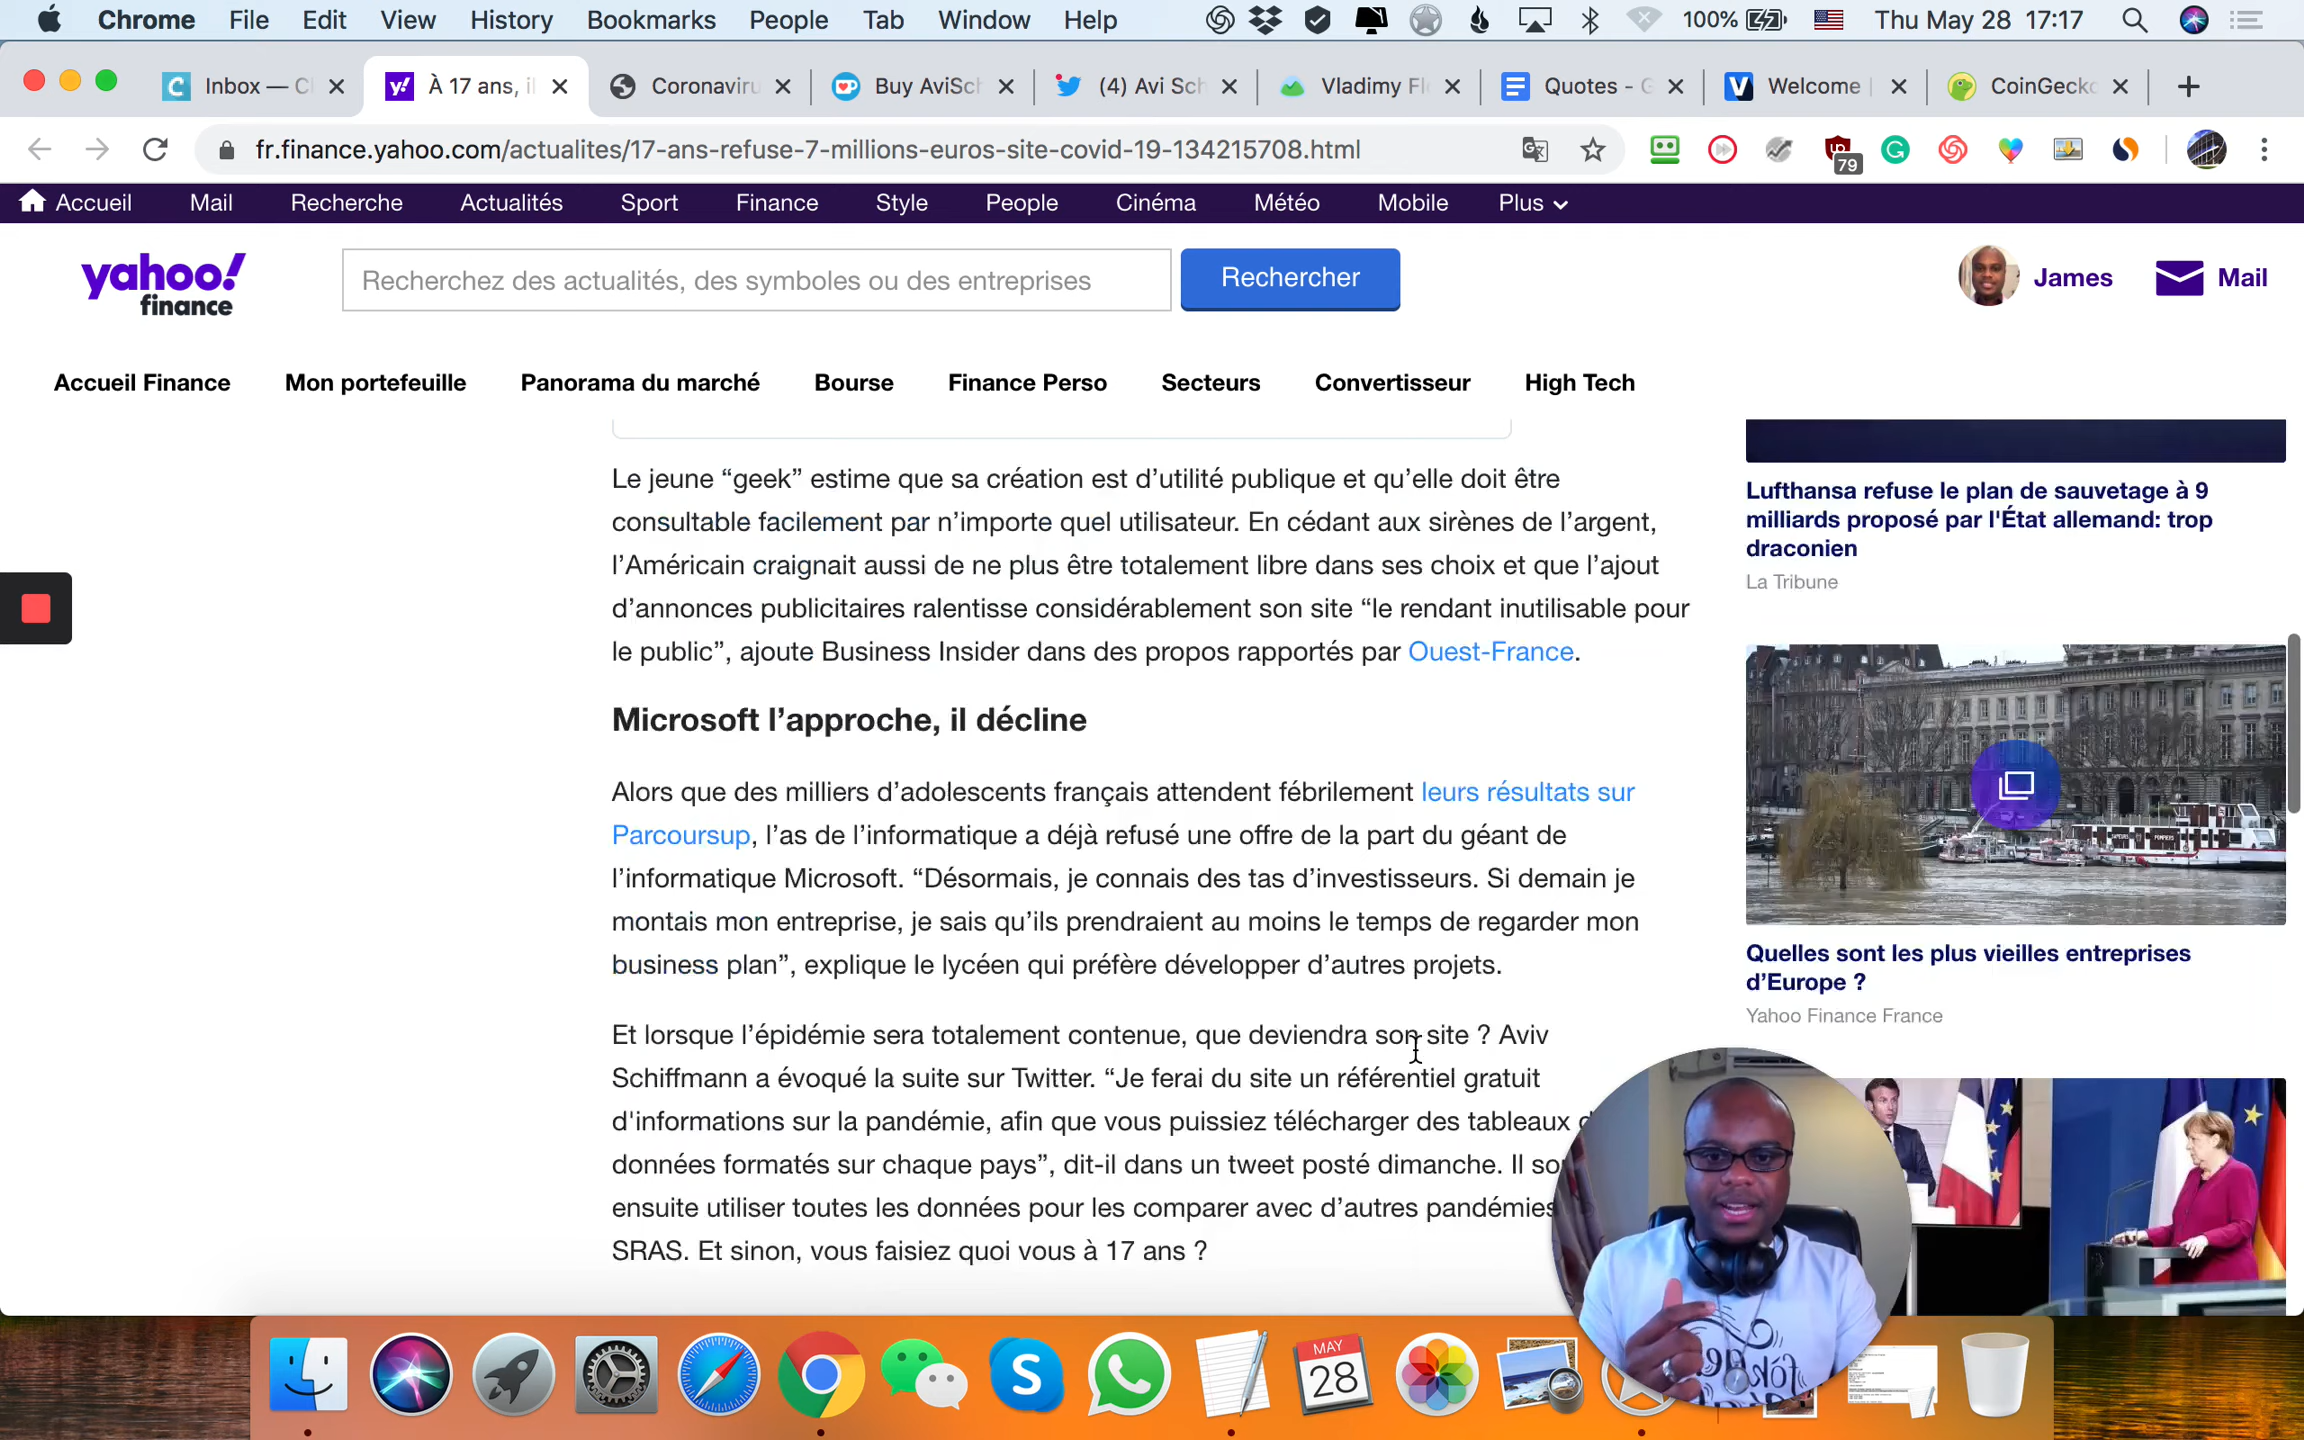 Chrome File Edit View History Bookmarks People Tab Window Help 100% Thu May 28 17:17
Inbox — C À 17 ans, il Coronaviru Buy AviSch (4) Avi Sch Vladimy Fl Quotes - G Welcome CoinGecko
fr.finance.yahoo.com/actualites/17-ans-refuse-7-millions-euros-site-covid-19-134215708.html
79
Accueil Mail Recherche Actualités Sport Finance Style People Cinéma Météo Mobile Plus
yahoo!
finance
Recherchez des actualités, des symboles ou des entreprises
Rechercher
James
Mail
Accueil Finance Mon portefeuille Panorama du marché Bourse Finance Perso Secteurs Convertisseur High Tech
Le jeune “geek” estime que sa création est d’utilité publique et qu’elle doit être
consultable facilement par n’importe quel utilisateur. En cédant aux sirènes de l’argent,
l’Américain craignait aussi de ne plus être totalement libre dans ses choix et que l’ajout
d’annonces publicitaires ralentisse considérablement son site “le rendant inutilisable pour
le public”, ajoute Business Insider dans des propos rapportés par Ouest-France.
Microsoft l’approche, il décline
Alors que des milliers d’adolescents français attendent fébrilement leurs résultats sur
Parcoursup, l’as de l’informatique a déjà refusé une offre de la part du géant de
l’informatique Microsoft. “Désormais, je connais des tas d’investisseurs. Si demain je
montais mon entreprise, je sais qu’ils prendraient au moins le temps de regarder mon
business plan”, explique le lycéen qui préfère développer d’autres projets.
Et lorsque l’épidémie sera totalement contenue, que deviendra son site ? Aviv
Schiffmann a évoqué la suite sur Twitter. “Je ferai du site un référentiel gratuit
d'informations sur la pandémie, afin que vous puissiez télécharger des tableaux
données formatés sur chaque pays”, dit-il dans un tweet posté dimanche. Il
ensuite utiliser toutes les données pour les comparer avec d’autres pandémies
SRAS. Et sinon, vous faisiez quoi vous à 17 ans ?
Lufthansa refuse le plan de sauvetage à 9
milliards proposé par l'État allemand: trop
draconien
La Tribune
Quelles sont les plus vieilles entreprises
d’Europe ?
Yahoo Finance France
MAY
28